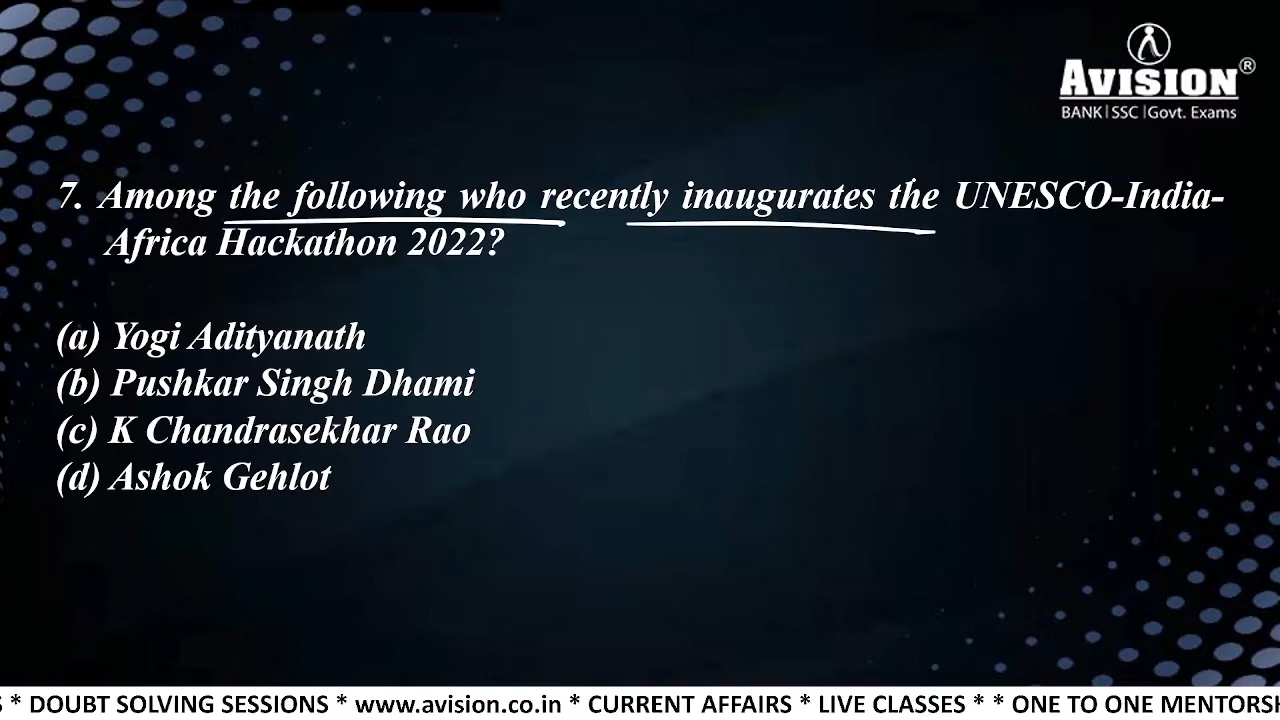 AVISION®
BANK|SSC|Govt. Exams
7. Among the following who recently inaugurates the UNESCO-India-
Africa Hackathon 2022?
(a) Yogi Adityanath
(b) Pushkar Singh Dhami
(c) K Chandrasekhar Rao
(d) Ashok Gehlot
* DOUBT SOLVING SESSIONS * www.avision.co.in * CURRENT AFFAIRS * LIVE CLASSES * * ONE TO ONE